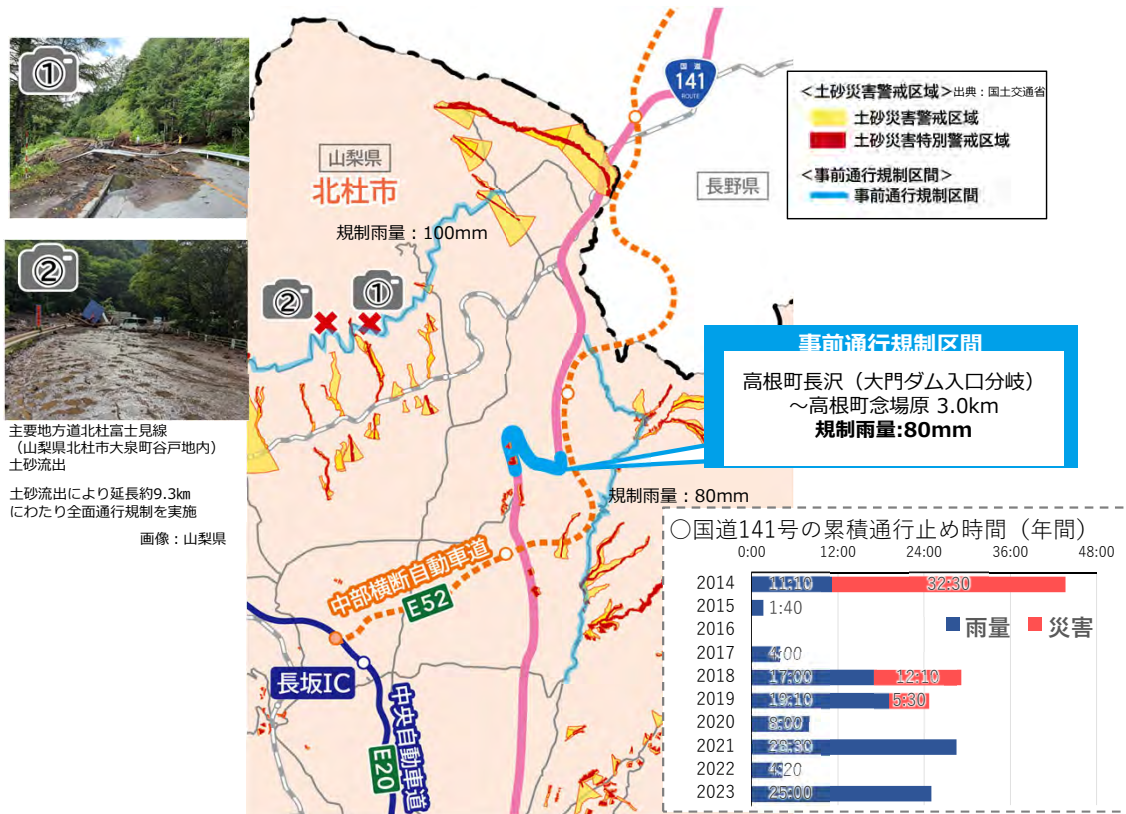 ①
②
主要地方道北杜富士見線
（山梨県北杜市大泉町谷戸地内）
土砂流出
土砂流出により延長約9.3㎞
にわたり全面通行規制を実施
画像：山梨県
国道
141
ROUTE
山梨県
北杜市
長野県
規制雨量：100mm
②
①
＜土砂災害警戒区域＞出典：国土交通省
土砂災害警戒区域
土砂災害特別警戒区域
＜事前通行規制区間＞
事前通行規制区間
事前通行規制区間
高根町長沢（大門ダム入口分岐）
～高根町念場原 3.0km
規制雨量:80mm
規制雨量：80mm
中部横断自動車道
E52
長坂IC
中央自動車道
E20
○国道141号の累積通行止め時間（年間）
0:00 12:00 24:00 36:00 48:00
2014 11:10 32:30
2015 1:40
2016
雨量 災害
2017 4:00
2018 17:00 12:10
2019 19:10 5:30
2020 8:00
2021 28:30
2022 4:20
2023 25:00